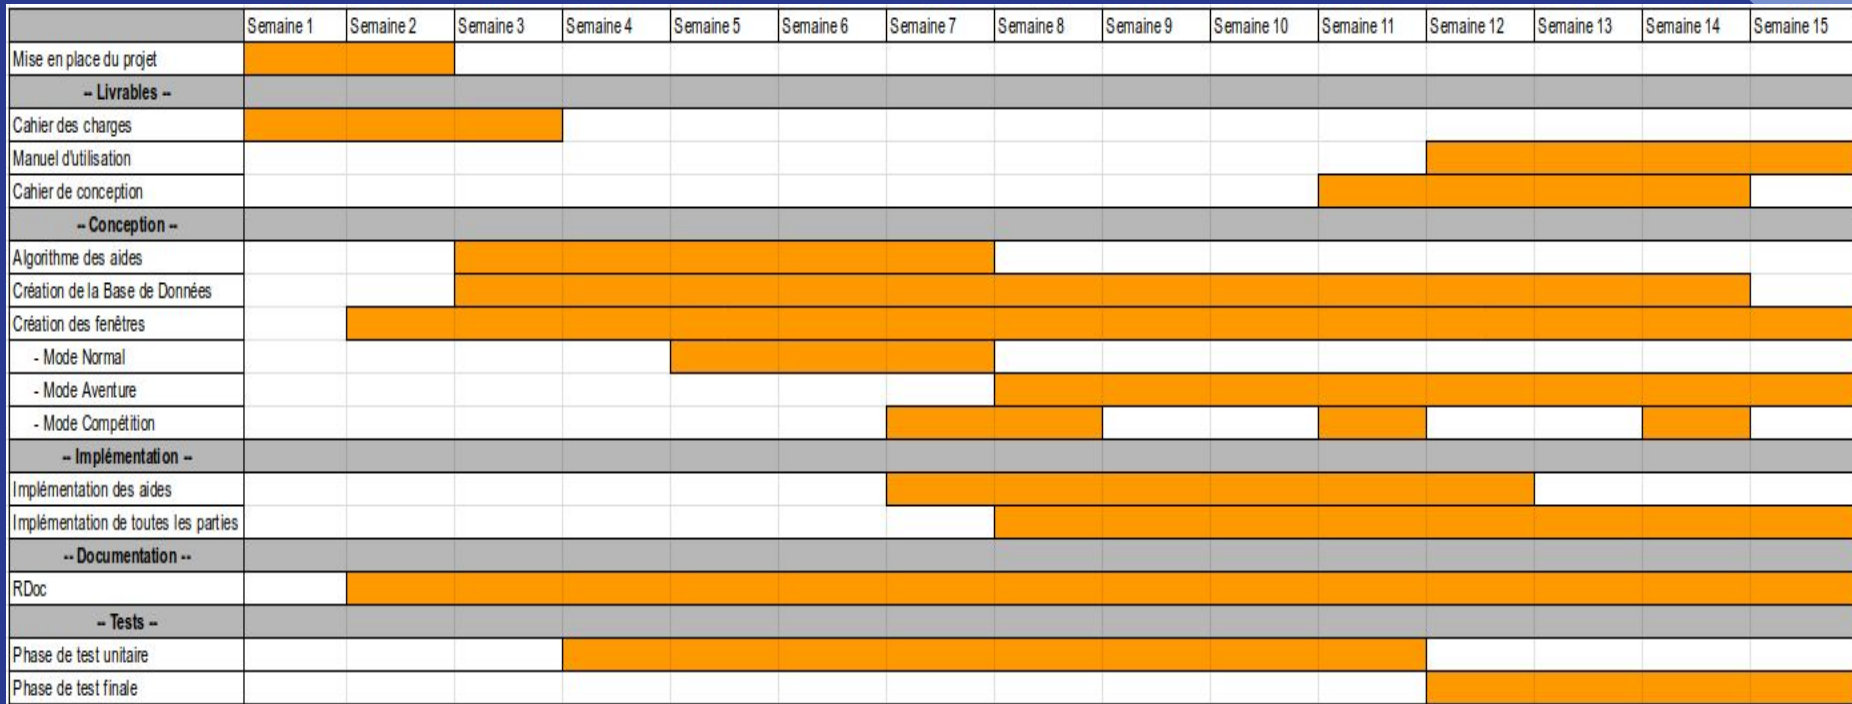 Semaine 1 Semaine 2 Semaine 3 Semaine 4 Semaine 5 Semaine 6 Semaine 7 Semaine 8 Semaine 9 Semaine 10 Semaine 11 Semaine 12 Semaine 13 Semaine 14 Semaine 15
Mise en place du projet
-- Livrables --
Cahier des charges
Manuel d'utilisation
Cahier de conception
-- Conception --
Algorithme des aides
Création de la Base de Données
Création des fenêtres
- Mode Normal
- Mode Aventure
- Mode Compétition
-- Implémentation --
Implémentation des aides
Implémentation de toutes les parties
-- Documentation --
RDoc
-- Tests --
Phase de test unitaire
Phase de test finale